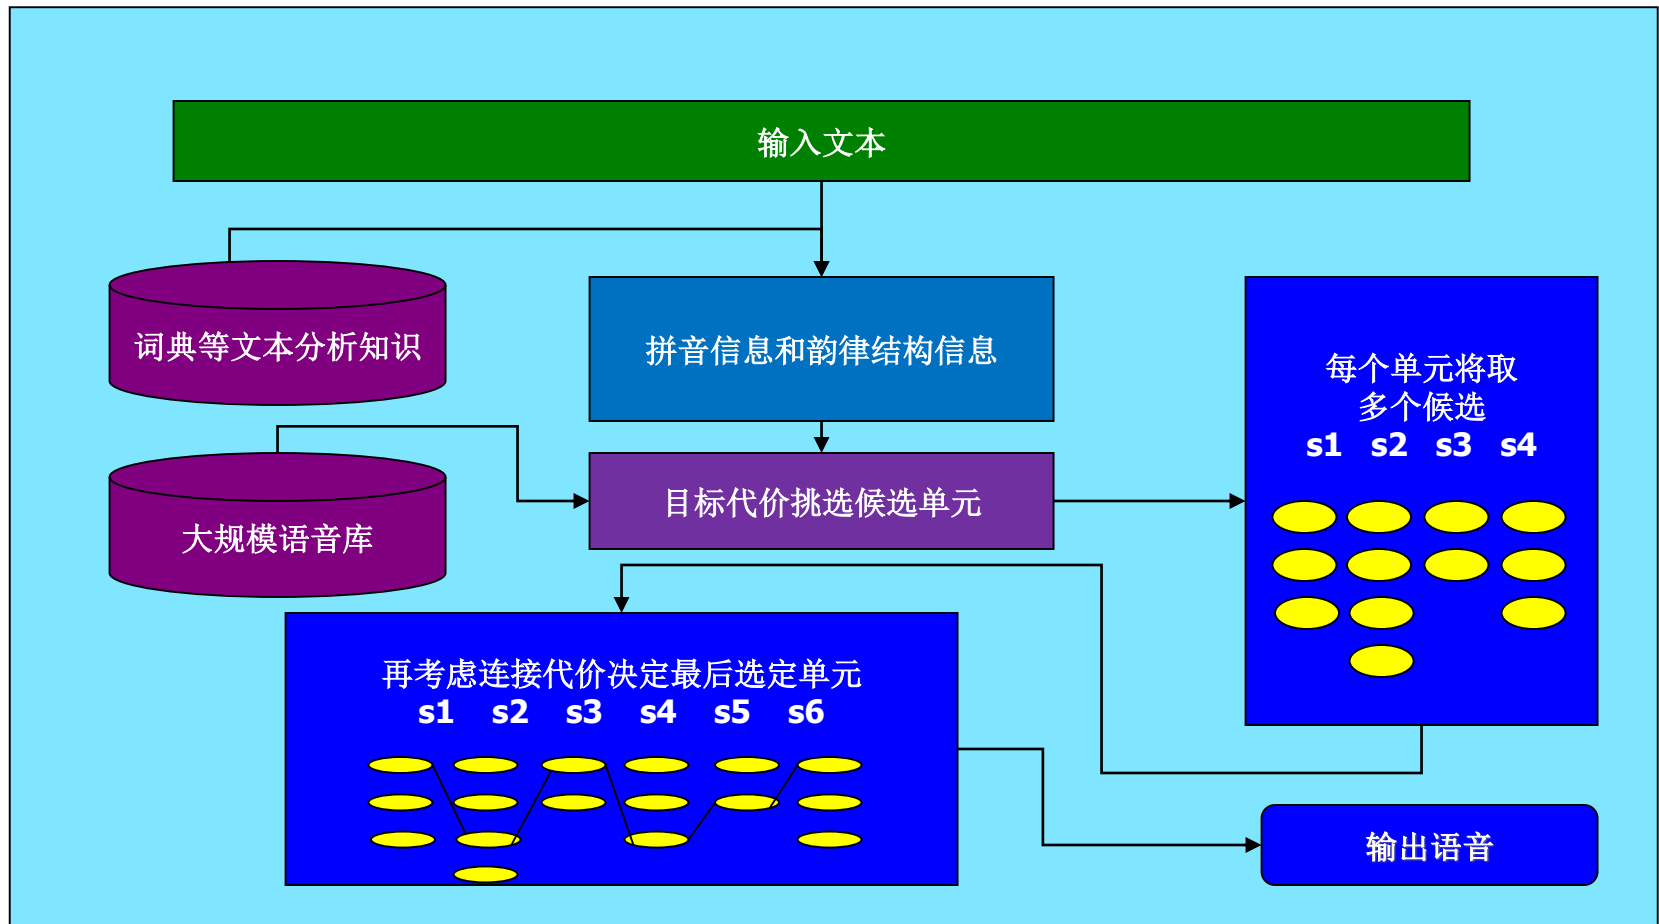 输入文本
词典等文本分析知识
拼音信息和韵律结构信息
大规模语音库
目标代价挑选候选单元
每个单元将取
多个候选
s1 s2 s3 s4
再考虑连接代价决定最后选定单元
s1 s2 s3 s4 s5 s6
输出语音